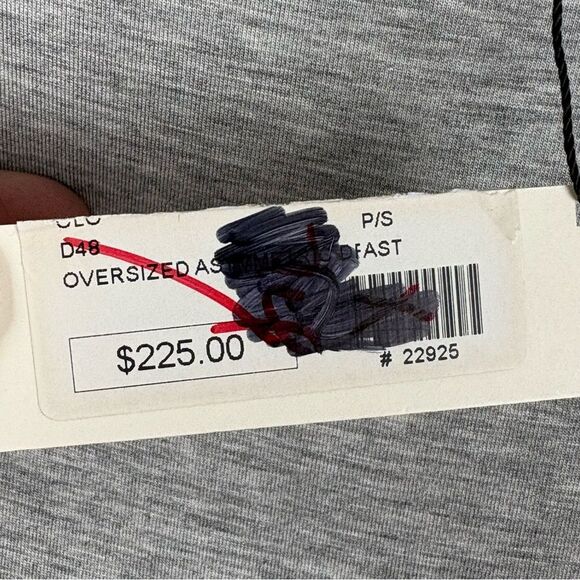 P/S
D48
OVERSIZED AS
FAST
$225.00
# 22925